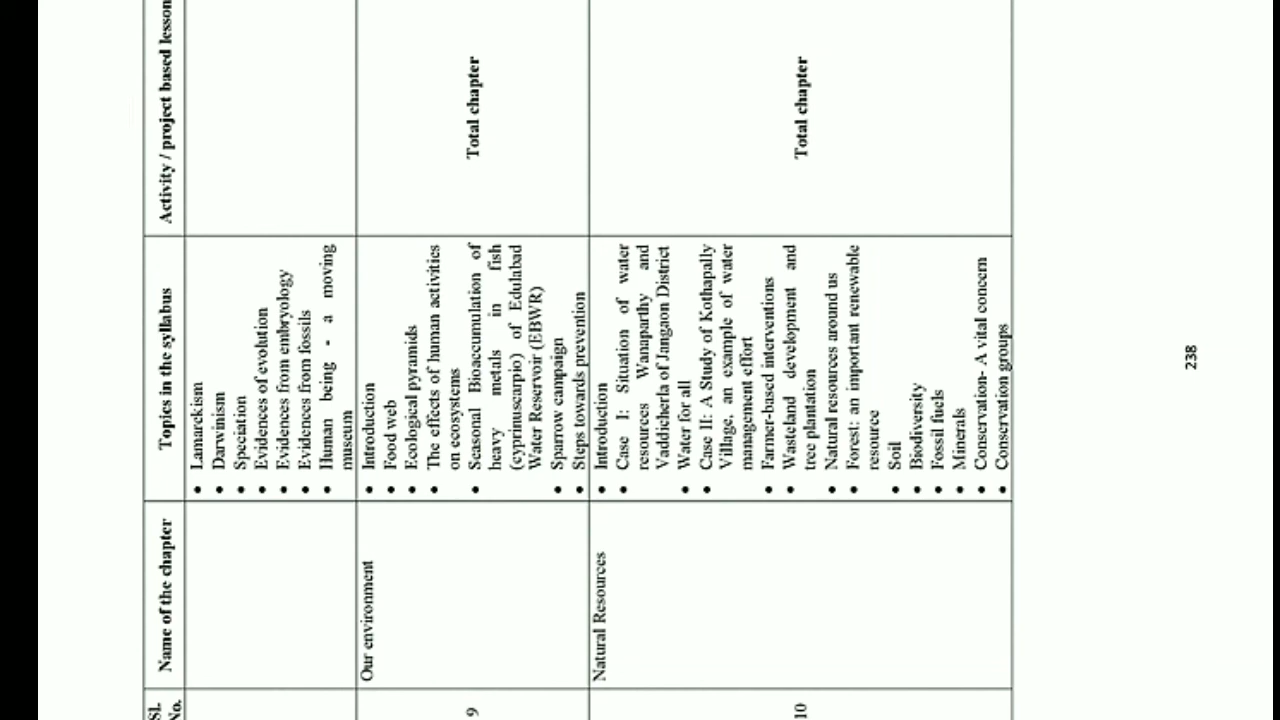 Sl.
No.
Name of the chapter
Topics in the syllabus
Activity / project based lesson
• Lamarckism
• Darwinism
• Speciation
• Evidences of evolution
• Evidences from embryology
• Evidences from fossils
• Human being - a moving
museum
9
Our environment
• Introduction
• Food web
• Ecological pyramids
• The effects of human activities
on ecosystems
• Seasonal Bioaccumulation of
heavy metals in fish
(cyprinuscarpio) of Edulabad
Water Reservoir (EBWR)
• Sparrow campaign
• Steps towards prevention
Total chapter
10
Natural Resources
• Introduction
• Case I: Situation of water
resources Wanaparthy and
Vaddicherla of Jangaon District
• Water for all
• Case II: A Study of Kothapally
Village, an example of water
management effort
• Farmer-based interventions
• Wasteland development and
tree plantation
• Natural resources around us
• Forest: an important renewable
resource
• Soil
• Biodiversity
• Fossil fuels
• Minerals
• Conservation- A vital concern
• Conservation groups
Total chapter
238